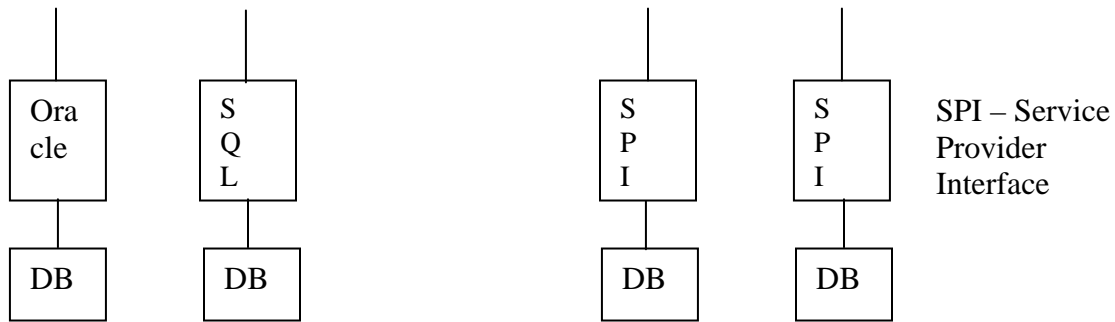 Ora
cle
S
Q
L
S
P
I
S
P
I
SPI – Service
Provider
Interface
DB
DB
DB
DB